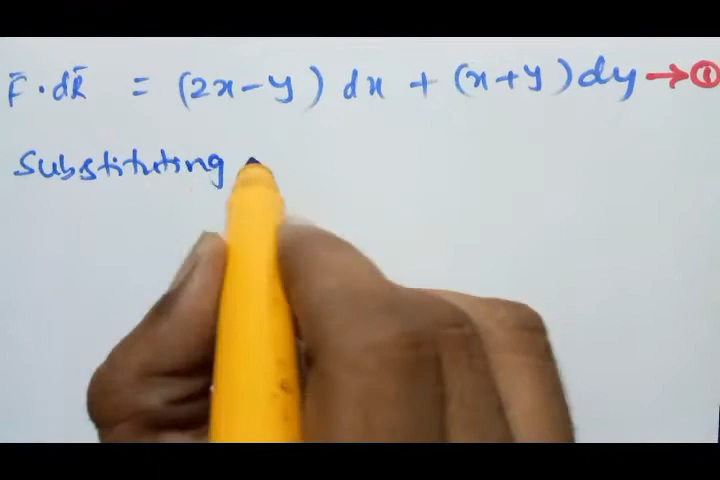 F̄ · dR̄ = (2x-y) dx + (x+y) dy → ①
Substituting